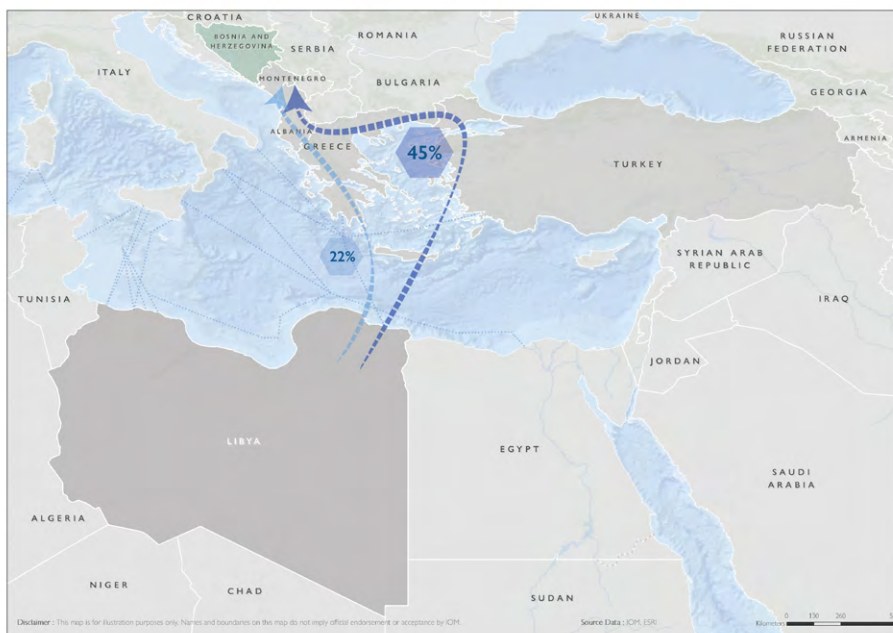 CROATIA
UKRAINE
BOSNIA AND
HERZEGOVINA
SERBIA
ROMANIA
RUSSIAN
FEDERATION
ITALY
MONTENEGRO
BULGARIA
GEORGIA
ALBANIA
GREECE
ARMENIA
45%
TURKEY
22%
SYRIAN ARAB
REPUBLIC
TUNISIA
IRAQ
JORDAN
LIBYA
EGYPT
SAUDI
ARABIA
ALGERIA
NIGER
CHAD
SUDAN
Disclaimer : This map is for illustration purposes only. Names and boundaries on this map do not imply official endorsement or acceptance by IOM.
Source Data : IOM, ESRI
0 130 260
Kilometers